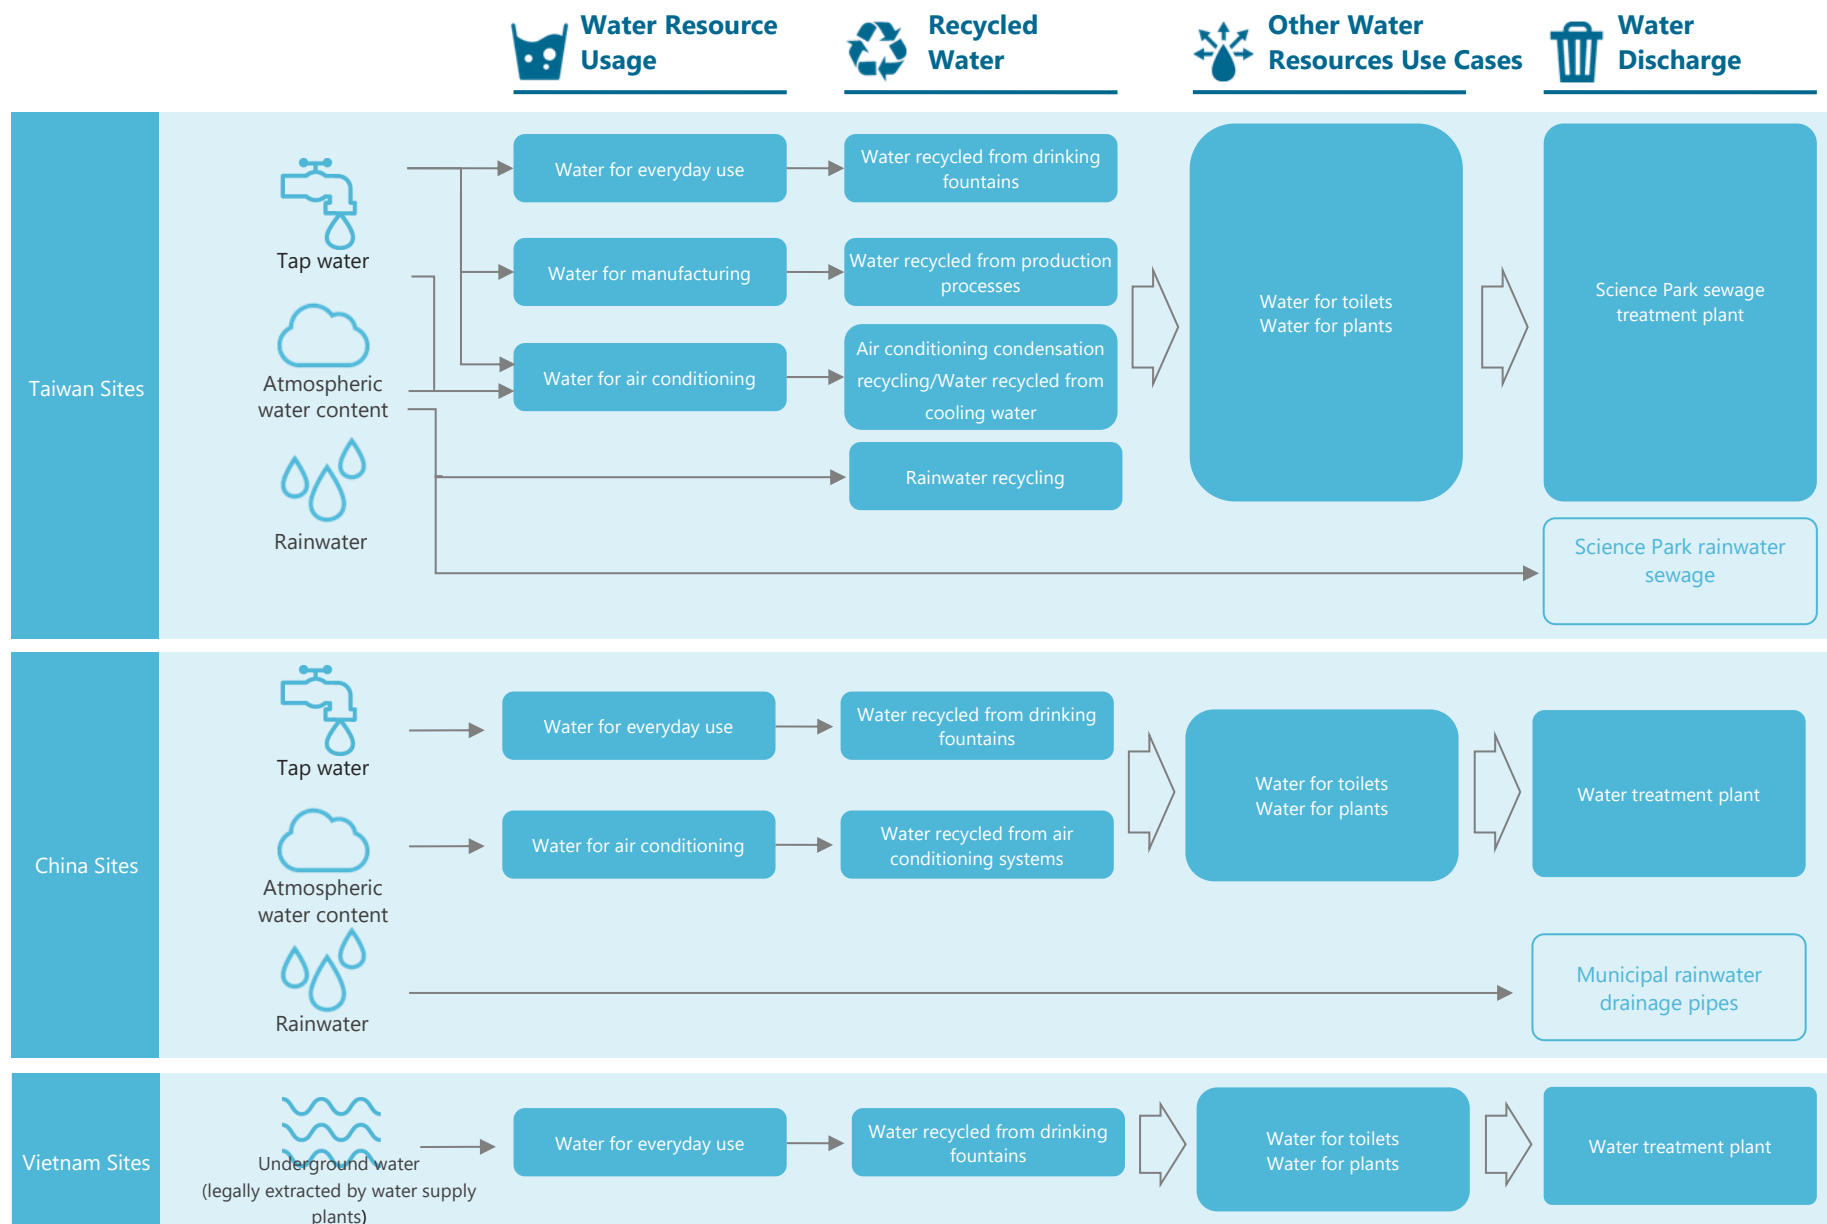 Water Resource
Usage
Recycled
Water
Other Water
Resources Use Cases
Water
Discharge
Taiwan Sites
Tap water
Atmospheric
water content
Rainwater
Water for everyday use
Water recycled from drinking
fountains
Water for manufacturing
Water recycled from production
processes
Water for air conditioning
Air conditioning condensation
recycling/Water recycled from
cooling water
Rainwater recycling
Water for toilets
Water for plants
Science Park sewage
treatment plant
Science Park rainwater
sewage
China Sites
Tap water
Atmospheric
water content
Rainwater
Water for everyday use
Water recycled from drinking
fountains
Water for air conditioning
Water recycled from air
conditioning systems
Water for toilets
Water for plants
Water treatment plant
Municipal rainwater
drainage pipes
Vietnam Sites
Underground water
(legally extracted by water supply
plants)
Water for everyday use
Water recycled from drinking
fountains
Water for toilets
Water for plants
Water treatment plant